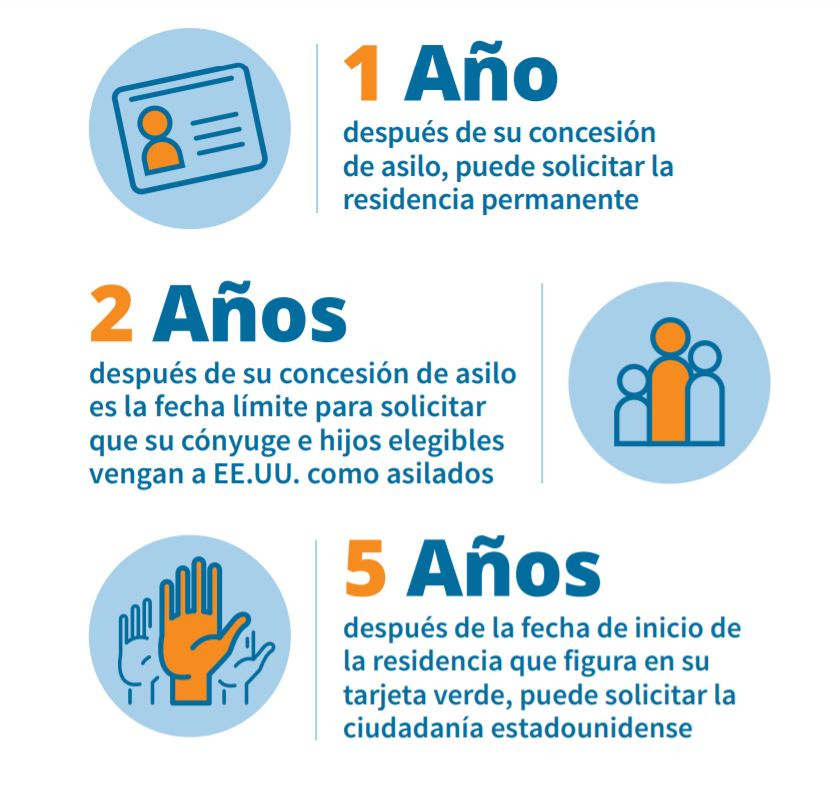 1 Año
después de su concesión
de asilo, puede solicitar la
residencia permanente
2 Años
después de su concesión de asilo
es la fecha límite para solicitar
que su cónyuge e hijos elegibles
vengan a EE.UU. como asilados
5 Años
después de la fecha de inicio de
la residencia que figura en su
tarjeta verde, puede solicitar la
ciudadanía estadounidense